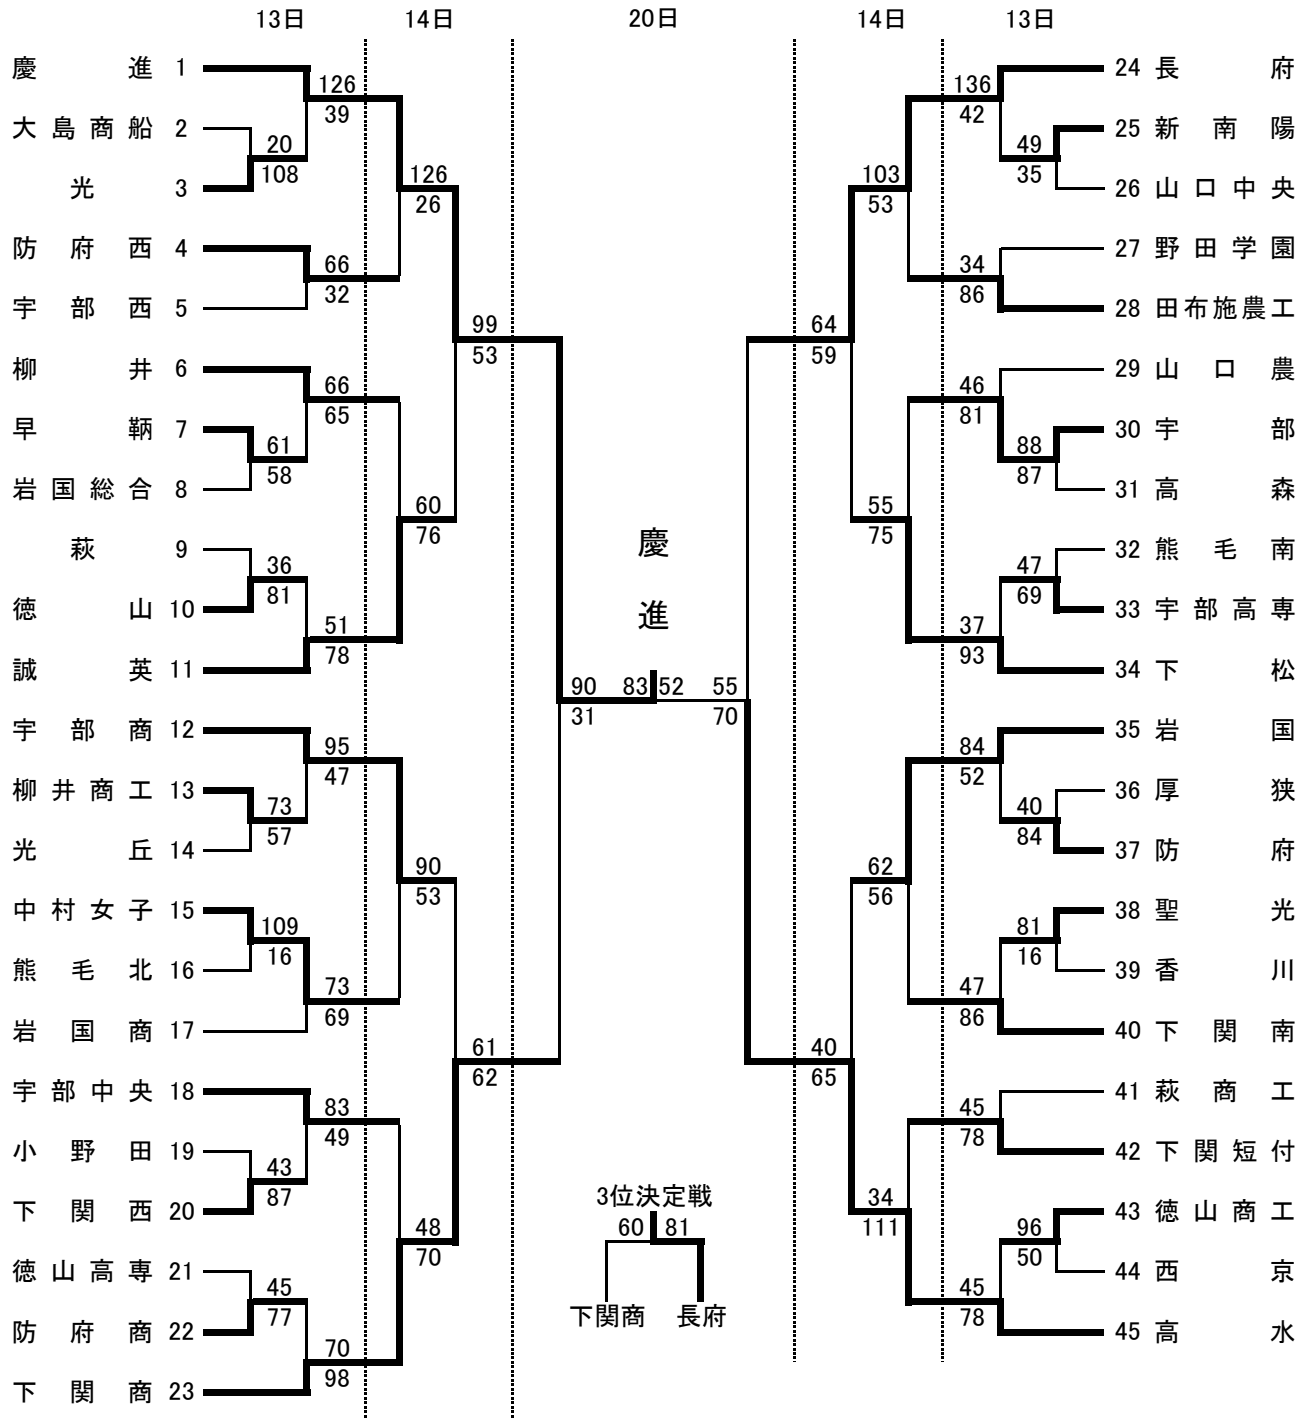 13日 14日 20日 14日 13日
慶進 1
大島商船 2
光 3
防府西 4
宇部西 5
柳井 6
早鞆 7
岩国総合 8
萩 9
徳山 10
誠英 11
宇部商 12
柳井商工 13
光丘 14
中村女子 15
熊毛北 16
岩国商 17
宇部中央 18
小野田 19
下関西 20
徳山高専 21
防府商 22
下関商 23
20
108
61
58
36
81
73
57
109
16
43
87
45
77
126
39
66
32
66
65
51
78
95
47
73
69
83
49
70
98
126
26
60
76
90
53
48
70
99
53
61
62
90
31
慶
進
83 52
55
70
3位決定戦
60 81
下関商 長府
64
59
40
65
103
53
55
75
62
56
34
111
136
42
34
86
46
81
37
93
84
52
47
86
45
78
45
78
49
35
88
87
47
69
40
84
81
16
96
50
24 長府
25 新南陽
26 山口中央
27 野田学園
28 田布施農工
29 山口農
30 宇部
31 高森
32 熊毛南
33 宇部高専
34 下松
35 岩国
36 厚狭
37 防府
38 聖光
39 香川
40 下関南
41 萩商工
42 下関短付
43 徳山商工
44 西京
45 高水